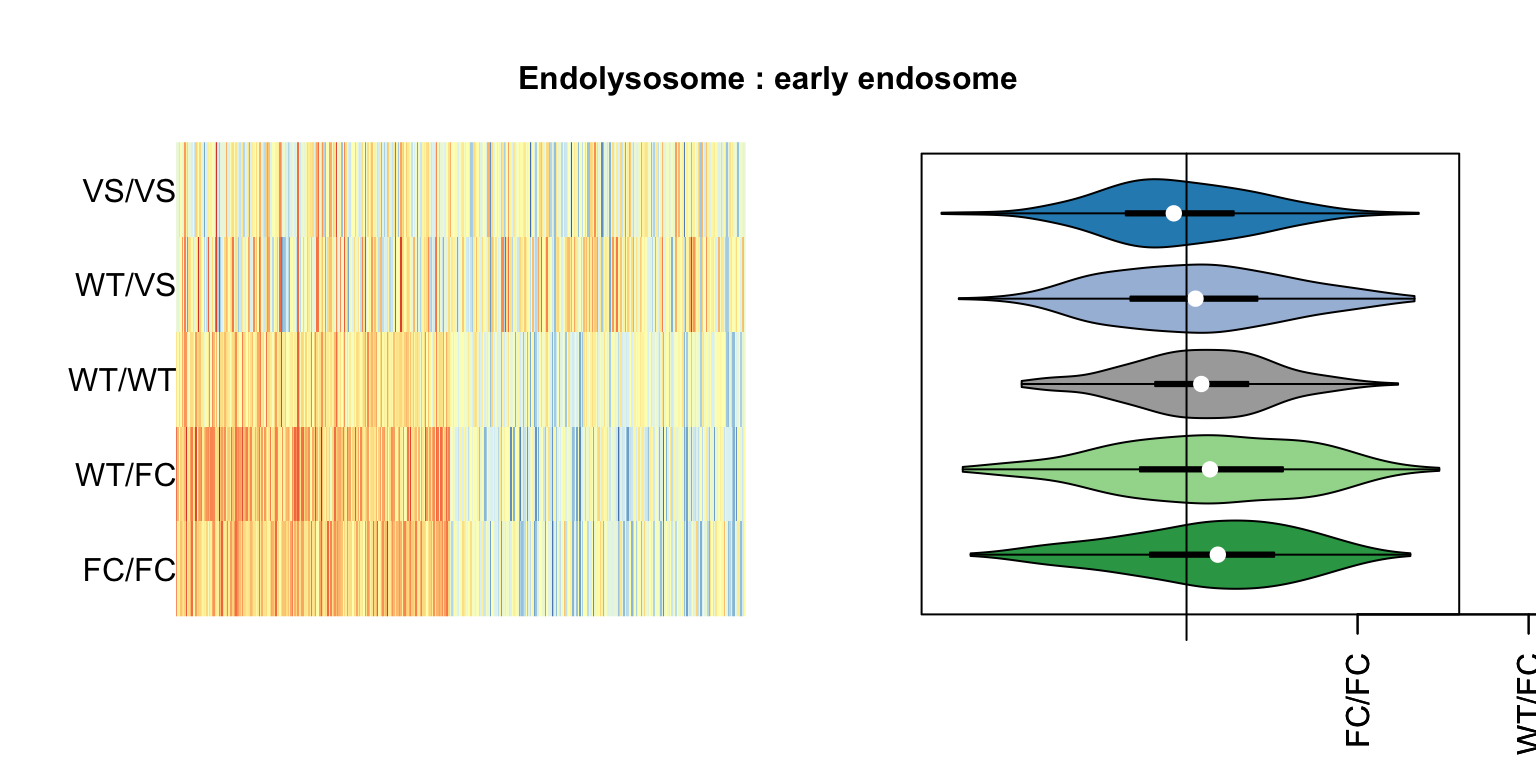 Endolysosome : early endosome
VS/VS
WT/VS
WT/WT
WT/FC
FC/FC
FC/FC
WT/FC